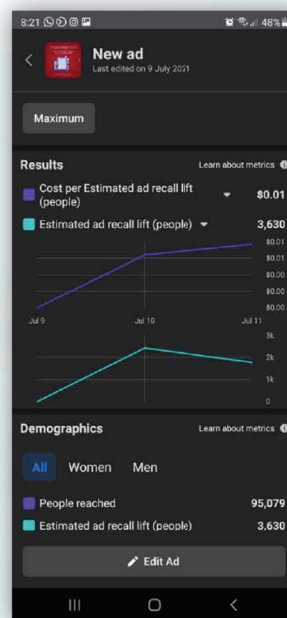 8:21
48%
New ad
Last edited on 9 July 2021
Maximum
Results Learn about metrics
Cost per Estimated ad recall lift (people) $0.01
Estimated ad recall lift (people) 3,630
$0.01
$0.01
$0.00
$0.00
$0.00
Jul 9 Jul 10 Jul 11
3k
2k
1k
0
Demographics Learn about metrics
All Women Men
People reached 95,079
Estimated ad recall lift (people) 3,630
Edit Ad